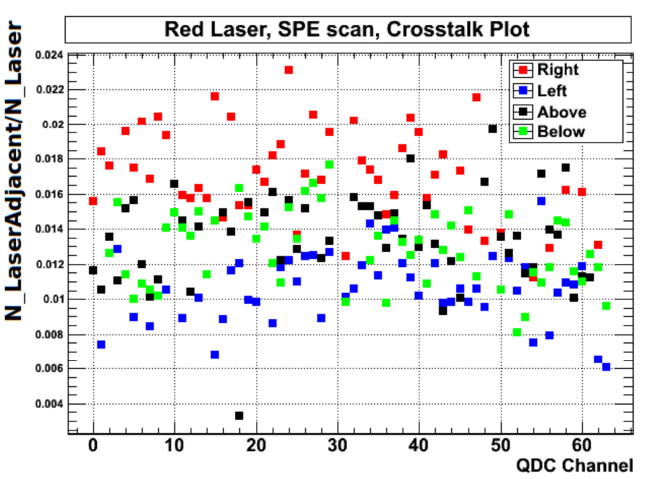 Red Laser, SPE scan, Crosstalk Plot
N_LaserAdjacent/N_Laser
0.024
0.022
0.02
0.018
0.016
0.014
0.012
0.01
0.008
0.006
0.004
Right
Left
Above
Below
0 10 20 30 40 50 60
QDC Channel